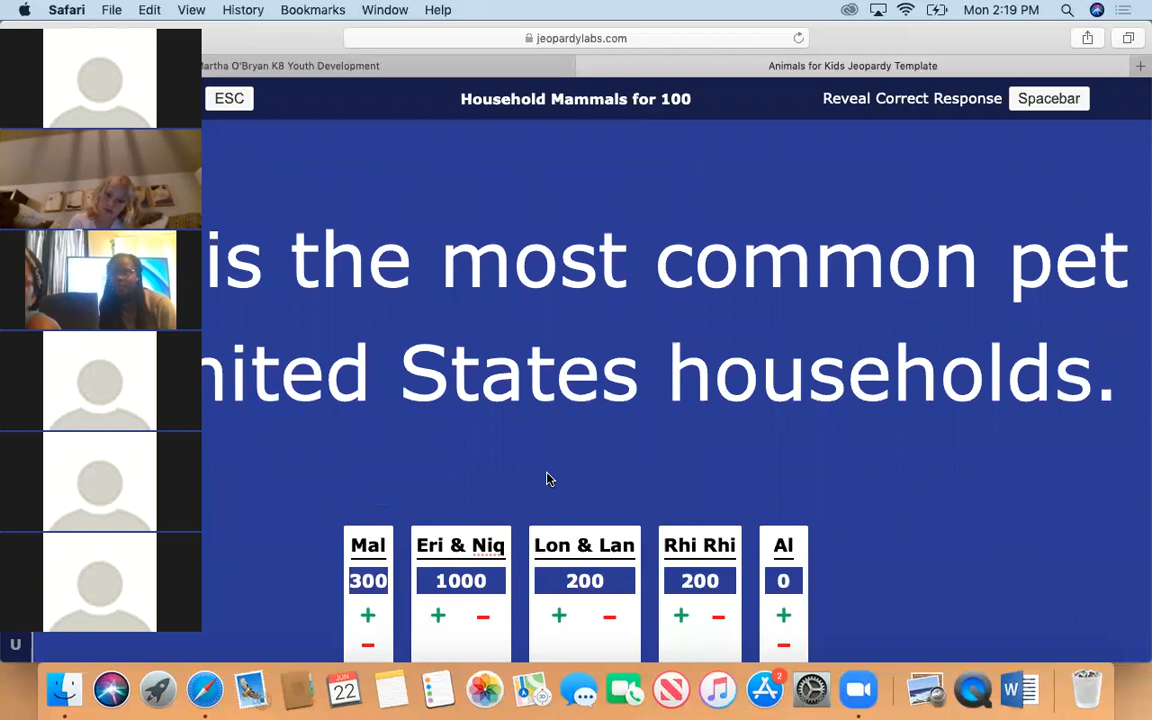 Safari File Edit View History Bookmarks Window Help Mon 2:19 PM
jeopardylabs.com
Martha O'Bryan K8 Youth Development Animals for Kids Jeopardy Template
ESC Household Mammals for 100 Reveal Correct Response Spacebar
is the most common pet
nited States households.
Mal Eri & Niq Lon & Lan Rhi Rhi Al
300 1000 200 200 0
+ + − + − + − +
− −
U
JUN
22
2
W